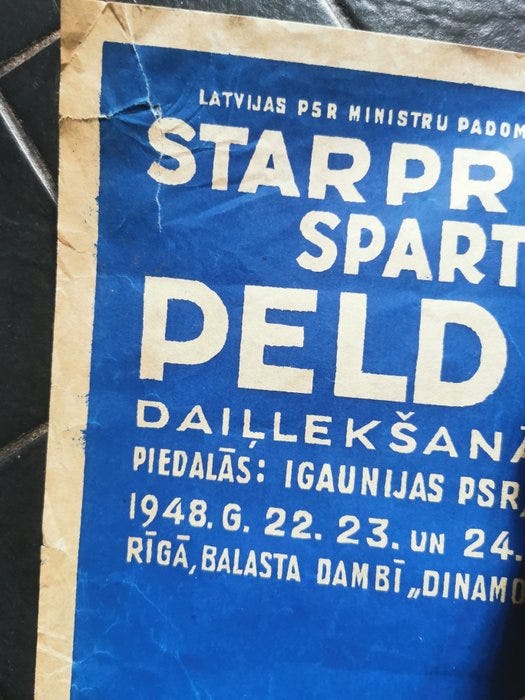 LATVIJAS PSR MINISTRU PADOM
STARPR
SPART
PELD
DAIĻLEKŠANĀ
PIEDALĀS: IGAUNIJAS PSR,
1948. G. 22. 23. UN 24.
RĪGĀ, BALASTA DAMBĪ „DINAMO